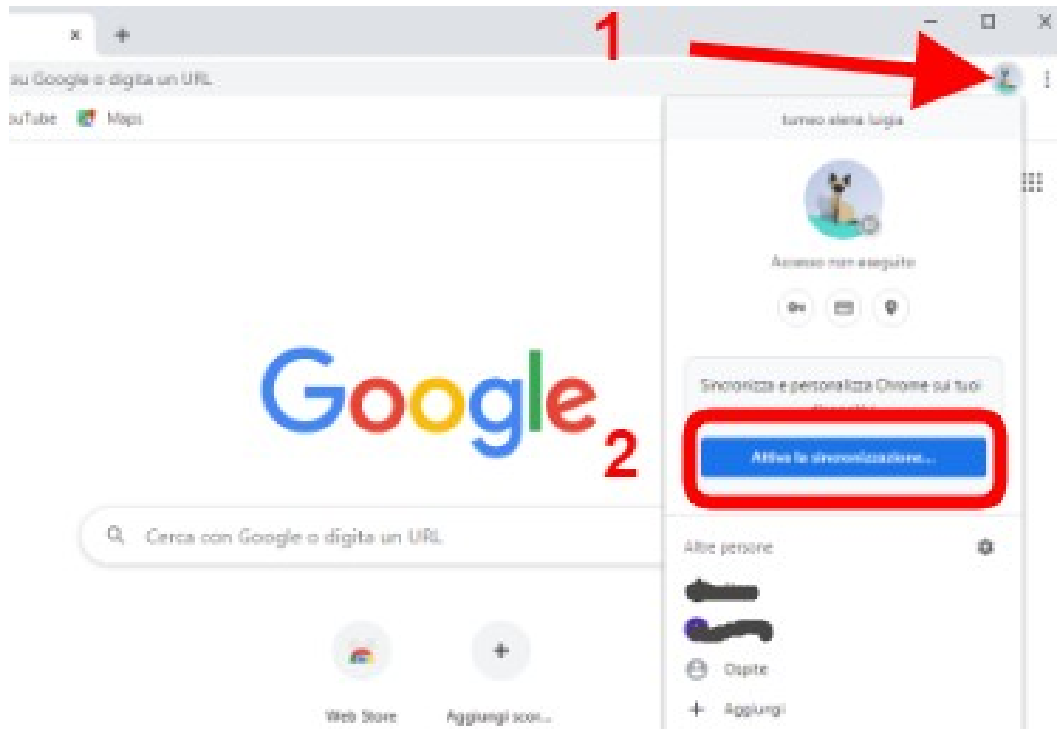 1
su Google o digita un URL
ouTube Maps
turneo elena luigia
Accesso non eseguito
Sincronizza e personalizza Chrome sui tuoi
Google
2
Attiva la sincronizzazione...
Cerca con Google o digita un URL
Altre persone
Ospite
Web Store Aggiungi scor...
Aggiungi